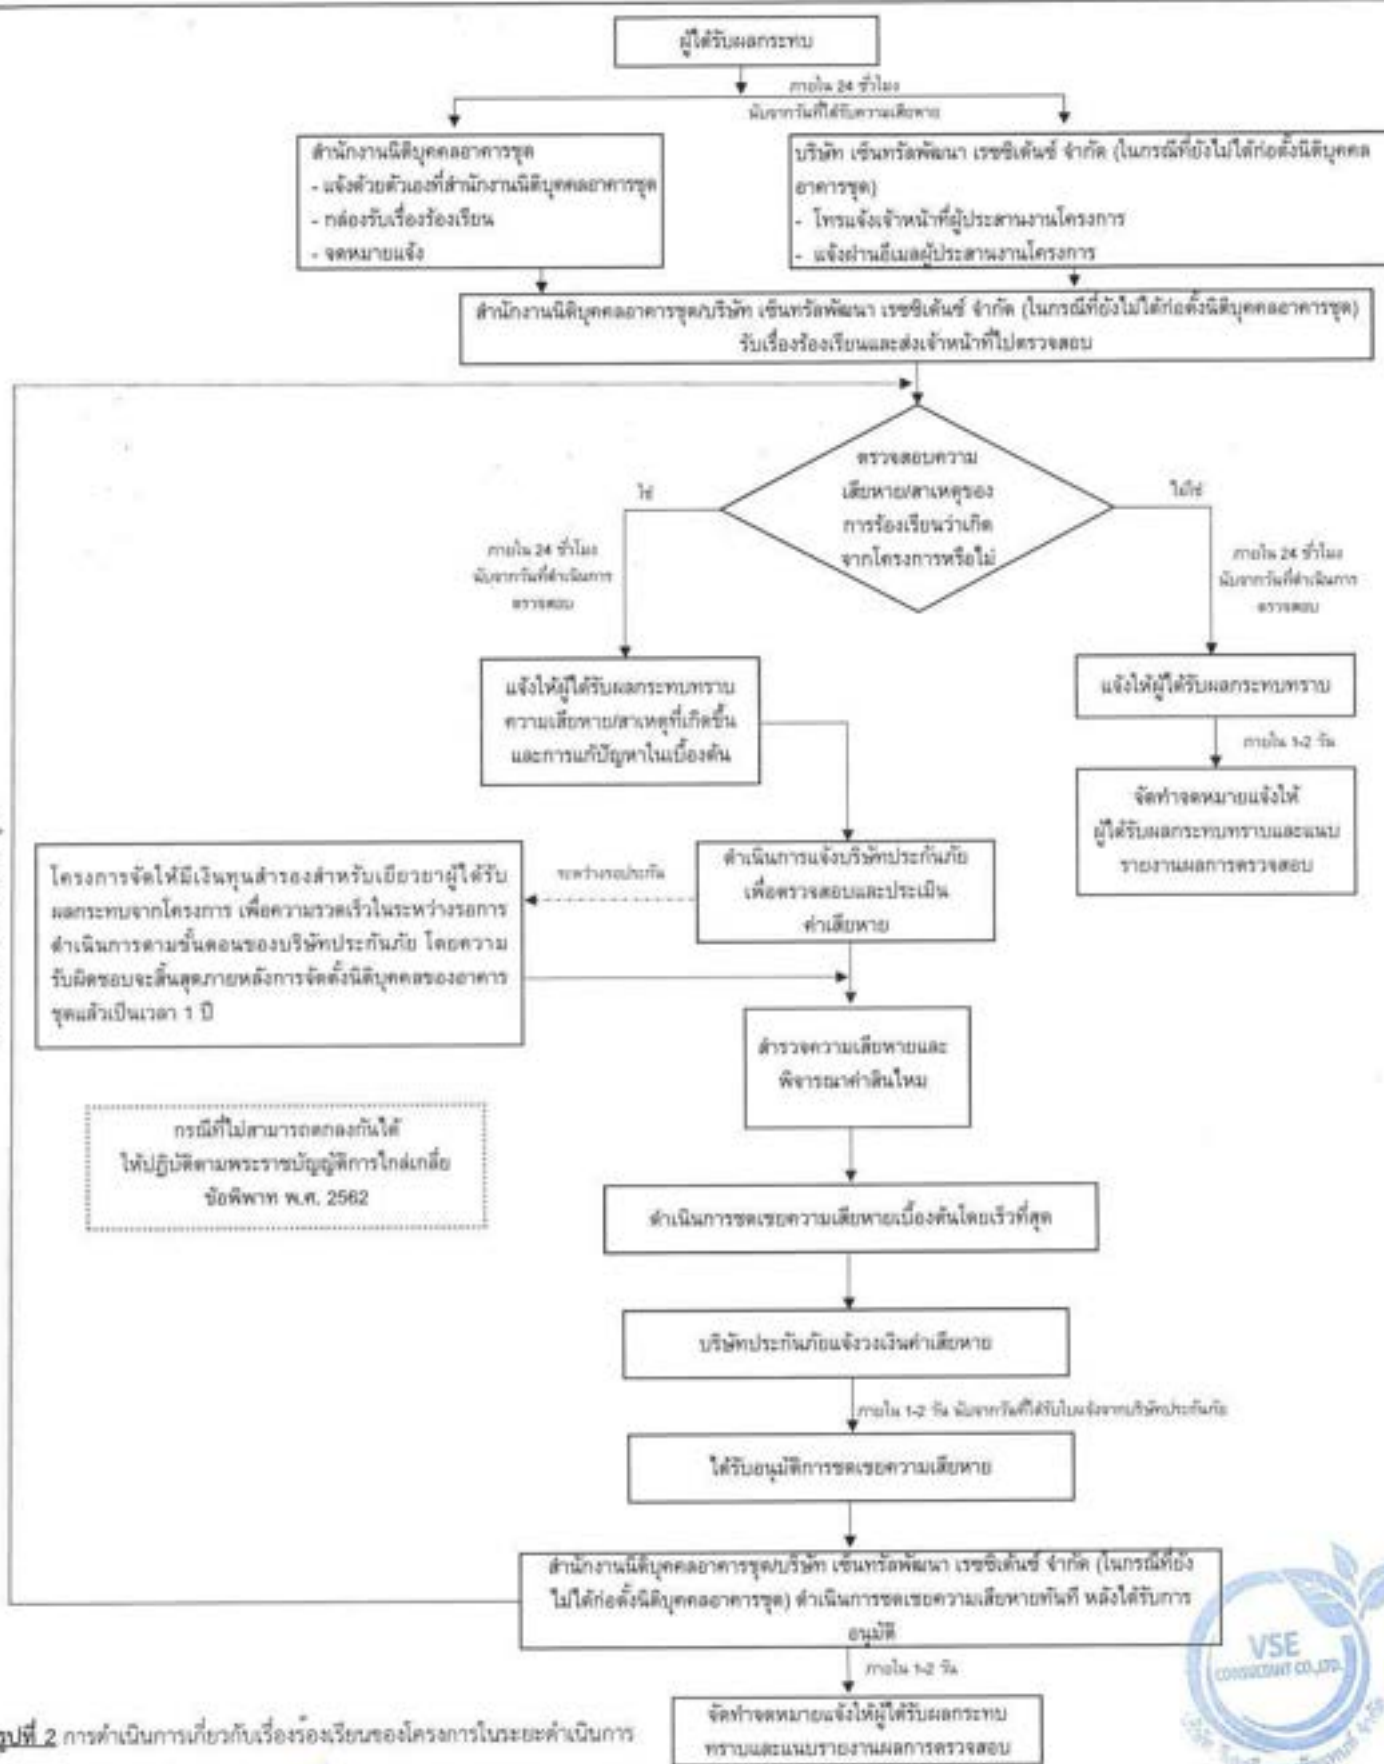 ผู้ได้รับผลกระทบ
ภายใน 24 ชั่วโมง
นับจากวันที่ได้รับความเสียหาย
สำนักงานนิติบุคคลอาคารชุด
- แจ้งด้วยตัวเองที่สำนักงานนิติบุคคลอาคารชุด
- กล่องรับเรื่องร้องเรียน
- จดหมายแจ้ง
บริษัท เซ็นทรัลพัฒนา เรซซิเด้นซ์ จำกัด (ในกรณีที่ยังไม่ได้ก่อตั้งนิติบุคคล
อาคารชุด)
- โทรแจ้งเจ้าหน้าที่ผู้ประสานงานโครงการ
- แจ้งผ่านอีเมลผู้ประสานงานโครงการ
สำนักงานนิติบุคคลอาคารชุด/บริษัท เซ็นทรัลพัฒนา เรซซิเด้นซ์ จำกัด (ในกรณีที่ยังไม่ได้ก่อตั้งนิติบุคคลอาคารชุด)
รับเรื่องร้องเรียนและส่งเจ้าหน้าที่ไปตรวจสอบ
ตรวจสอบความ
เสียหาย/สาเหตุของ
การร้องเรียนว่าเกิด
จากโครงการหรือไม่
ใช่
ไม่ใช่
ภายใน 24 ชั่วโมง
นับจากวันที่ดำเนินการ
ตรวจสอบ
ภายใน 24 ชั่วโมง
นับจากวันที่ดำเนินการ
ตรวจสอบ
แจ้งให้ผู้ได้รับผลกระทบทราบ
ความเสียหาย/สาเหตุที่เกิดขึ้น
และการแก้ปัญหาในเบื้องต้น
แจ้งให้ผู้ได้รับผลกระทบทราบ
ภายใน 1-2 วัน
จัดทำจดหมายแจ้งให้
ผู้ได้รับผลกระทบทราบและแนบ
รายงานผลการตรวจสอบ
ดำเนินการแจ้งบริษัทประกันภัย
เพื่อตรวจสอบและประเมิน
ค่าเสียหาย
ระหว่างรอประกัน
โครงการจัดให้มีเงินทุนสำรองสำหรับเยียวยาผู้ได้รับ
ผลกระทบจากโครงการ เพื่อความรวดเร็วในระหว่างรอการ
ดำเนินการตามขั้นตอนของบริษัทประกันภัย โดยความ
รับผิดชอบจะสิ้นสุดภายหลังการจัดตั้งนิติบุคคลของอาคาร
ชุดแล้วเป็นเวลา 1 ปี
สำรวจความเสียหายและ
พิจารณาค่าสินไหม
กรณีที่ไม่สามารถตกลงกันได้
ให้ปฏิบัติตามพระราชบัญญัติการไกล่เกลี่ย
ข้อพิพาท พ.ศ. 2562
ดำเนินการชดเชยความเสียหายเบื้องต้นโดยเร็วที่สุด
บริษัทประกันภัยแจ้งวงเงินค่าเสียหาย
ภายใน 1-2 วัน นับจากวันที่ได้รับใบแจ้งจากบริษัทประกันภัย
ได้รับอนุมัติการชดเชยความเสียหาย
สำนักงานนิติบุคคลอาคารชุด/บริษัท เซ็นทรัลพัฒนา เรซซิเด้นซ์ จำกัด (ในกรณีที่ยัง
ไม่ได้ก่อตั้งนิติบุคคลอาคารชุด) ดำเนินการชดเชยความเสียหายทันที หลังได้รับการ
อนุมัติ
ภายใน 1-2 วัน
จัดทำจดหมายแจ้งให้ผู้ได้รับผลกระทบ
ทราบและแนบรายงานผลการตรวจสอบ
รูปที่ 2 การดำเนินการเกี่ยวกับเรื่องร้องเรียนของโครงการในระยะดำเนินการ
VSE
CONSULTANT CO.,LTD.